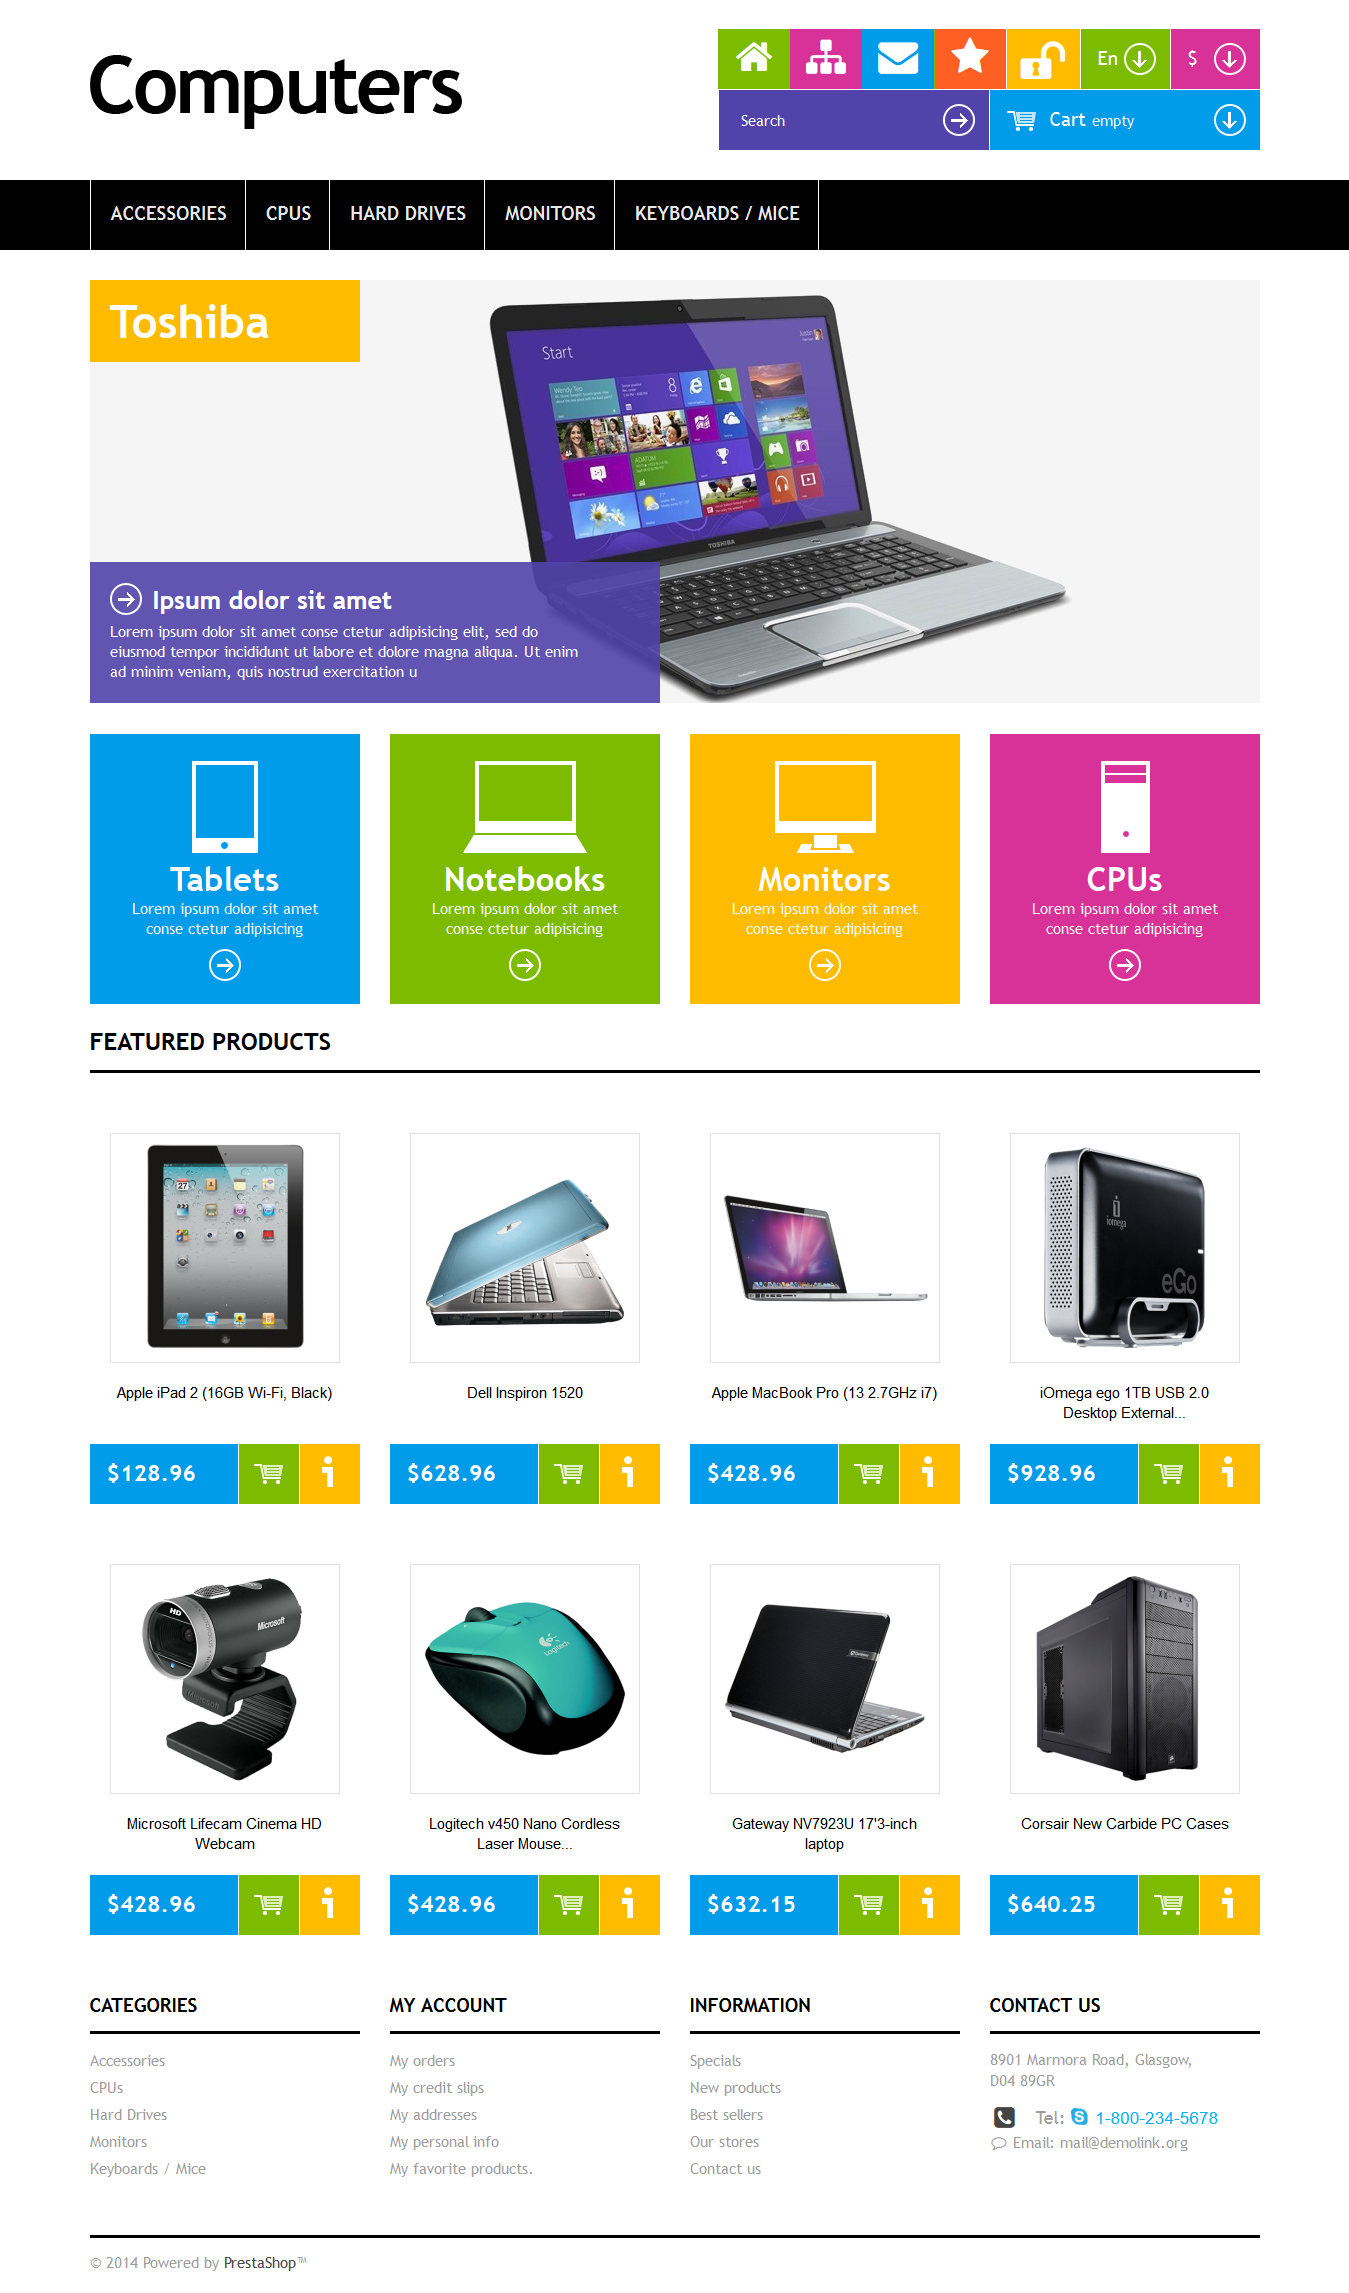 Computers
En
$
Search
Cart empty
ACCESSORIES
CPUS
HARD DRIVES
MONITORS
KEYBOARDS / MICE
Toshiba
Start
TOSHIBA
Ipsum dolor sit amet
Lorem ipsum dolor sit amet conse ctetur adipisicing elit, sed do
eiusmod tempor incididunt ut labore et dolore magna aliqua. Ut enim
ad minim veniam, quis nostrud exercitation u
Tablets
Lorem ipsum dolor sit amet
conse ctetur adipisicing
Notebooks
Lorem ipsum dolor sit amet
conse ctetur adipisicing
Monitors
Lorem ipsum dolor sit amet
conse ctetur adipisicing
CPUs
Lorem ipsum dolor sit amet
conse ctetur adipisicing
FEATURED PRODUCTS
27
iomega
eGo
Apple iPad 2 (16GB Wi-Fi, Black)
Dell Inspiron 1520
Apple MacBook Pro (13 2.7GHz i7)
iOmega ego 1TB USB 2.0
Desktop External...
$128.96
$628.96
$428.96
$928.96
HD
Microsoft
Microsoft
Logitech
Microsoft Lifecam Cinema HD
Webcam
Logitech v450 Nano Cordless
Laser Mouse...
Gateway NV7923U 17'3-inch
laptop
Corsair New Carbide PC Cases
$428.96
$428.96
$632.15
$640.25
CATEGORIES
Accessories
CPUs
Hard Drives
Monitors
Keyboards / Mice
MY ACCOUNT
My orders
My credit slips
My addresses
My personal info
My favorite products.
INFORMATION
Specials
New products
Best sellers
Our stores
Contact us
CONTACT US
8901 Marmora Road, Glasgow,
D04 89GR
Tel: 1-800-234-5678
Email: mail@demolink.org
© 2014 Powered by PrestaShop™